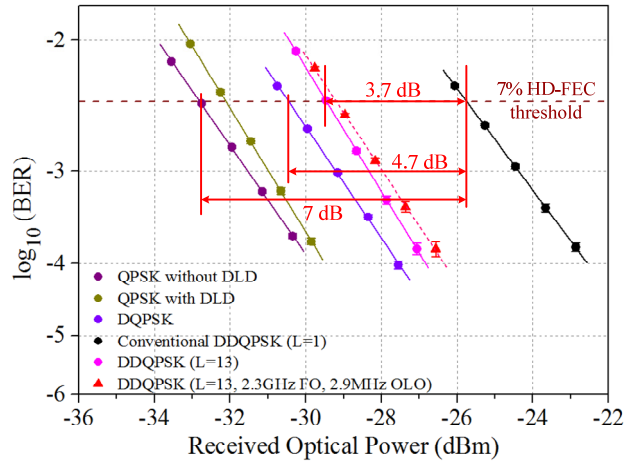 -2
-3
-4
-5
-6
log10 (BER)
3.7 dB
7% HD-FEC
threshold
4.7 dB
7 dB
QPSK without DLD
QPSK with DLD
DQPSK
Conventional DDQPSK (L=1)
DDQPSK (L=13)
DDQPSK (L=13, 2.3GHz FO, 2.9MHz OLO)
-36 -34 -32 -30 -28 -26 -24 -22
Received Optical Power (dBm)